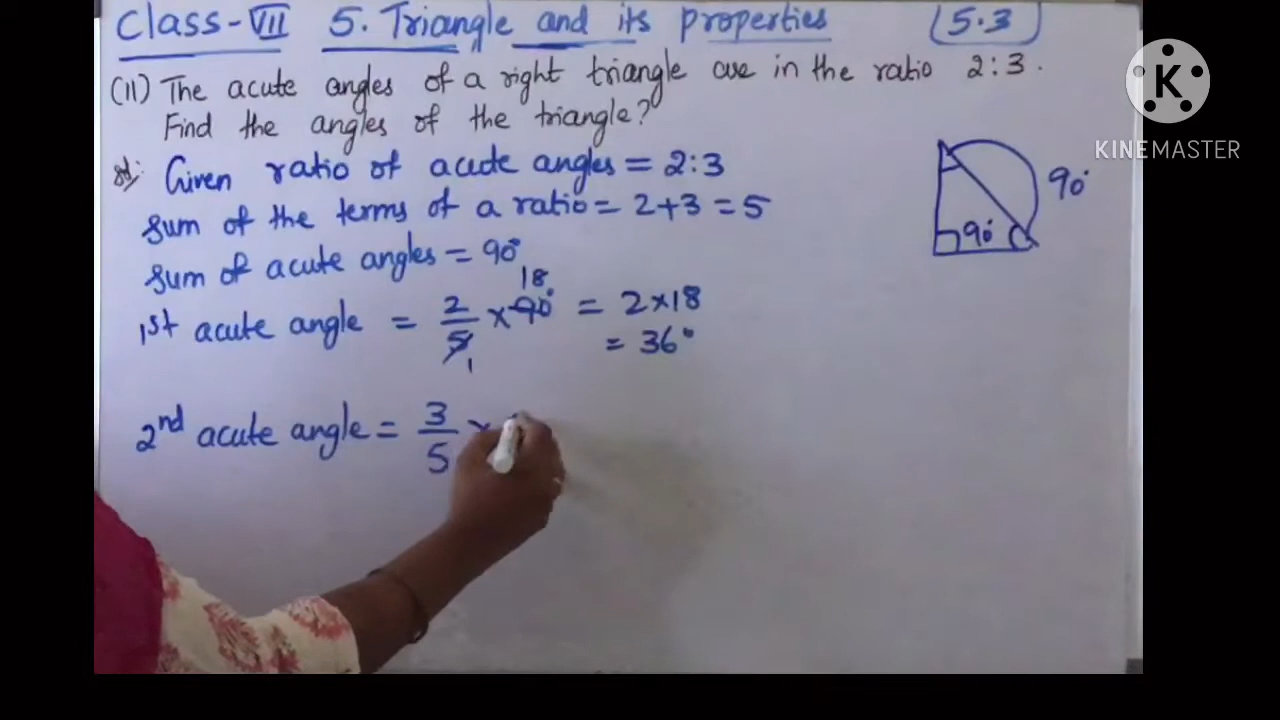 Class-VII 5. Triangle and its properties (5.3)
(11) The acute angles of a right triangle are in the ratio 2:3.
Find the angles of the triangle?
K
KINEMASTER
Sol: Given ratio of acute angles = 2:3
Sum of the terms of a ratio = 2+3 = 5
Sum of acute angles = 90°
1st acute angle = 2/5 × 90° = 2×18
18
1
= 36°
2nd acute angle = 3/5 ×
90°
90°